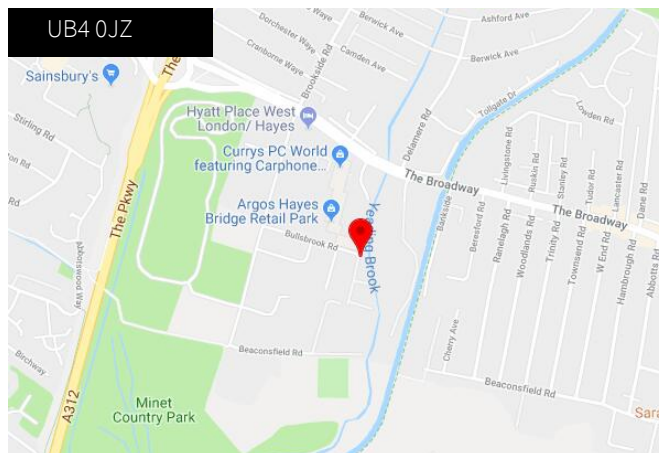 UB4 0JZ
Ashford Ave
Dorchester Waye
Berwick Ave
Cranborne Waye
Camden Ave
Berwick Ave
Brookside Rd
The
Sainsbury's
Tollgate Dr
Lowden Rd
Hyatt Place West
London/ Hayes
Stirling Rd
Delamere Rd
Currys PC World
featuring Carphone...
Livingstone Rd
Ruskin Rd
Stanley Rd
Tudor Rd
Lancaster Rd
Dane Rd
The Broadway
The Pkwy
Argos Hayes
Bridge Retail Park
Yeading Brook
Bankside
Beresford Rd
The Broadway
Bullsbrook Rd
Ranelagh Rd
Woodlands Rd
Trinity Rd
Townsend Rd
W End Rd
Hambrough Rd
Abbotts Rd
Abbotswood Way
Cherry Ave
Beaconsfield Rd
Birchway
Beaconsfield Rd
A312
Minet
Country Park
Sara